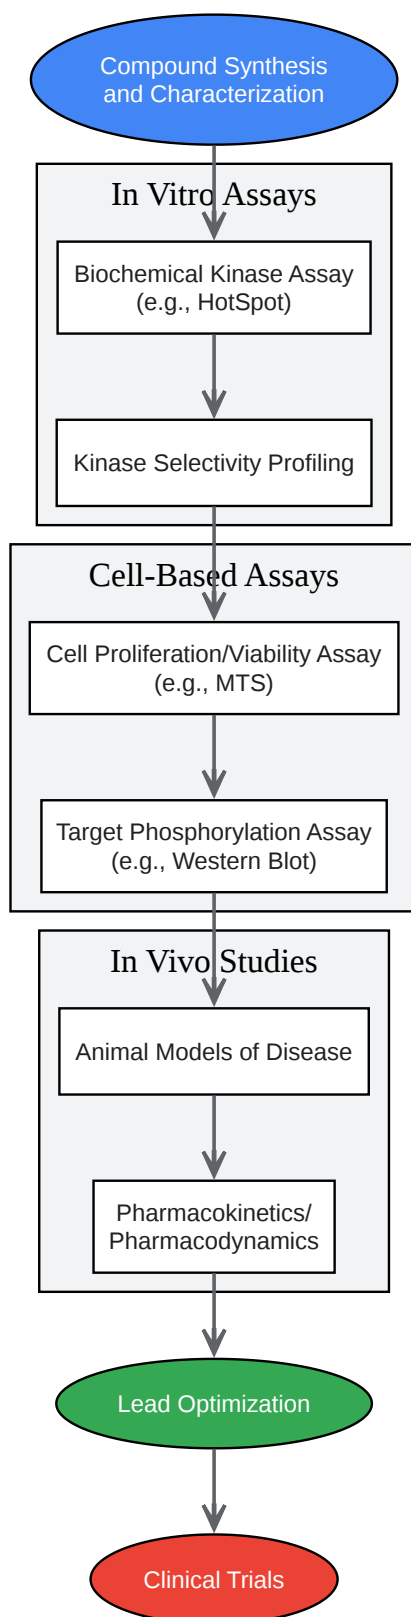 Compound Synthesis
and Characterization
In Vitro Assays
Biochemical Kinase Assay
(e.g., HotSpot)
Kinase Selectivity Profiling
Cell-Based Assays
Cell Proliferation/Viability Assay
(e.g., MTS)
Target Phosphorylation Assay
(e.g., Western Blot)
In Vivo Studies
Animal Models of Disease
Pharmacokinetics/
Pharmacodynamics
Lead Optimization
Clinical Trials